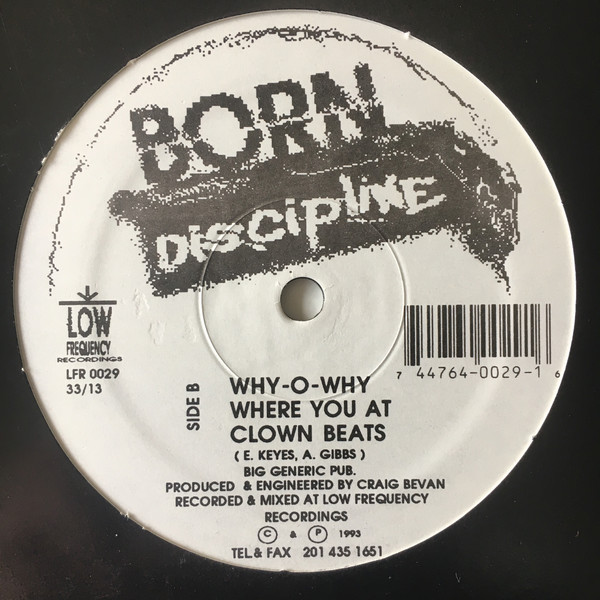 BORN
DISCIPLINE
LOW
FREQUENCY
RECORDINGS
LFR 0029
33/13
7 44764-0029-1 6
SIDE B
WHY-O-WHY
WHERE YOU AT
CLOWN BEATS
( E. KEYES, A. GIBBS )
BIG GENERIC PUB.
PRODUCED & ENGINEERED BY CRAIG BEVAN
RECORDED & MIXED AT LOW FREQUENCY
RECORDINGS
Ⓒ & Ⓟ 1993
TEL.& FAX 201 435 1651